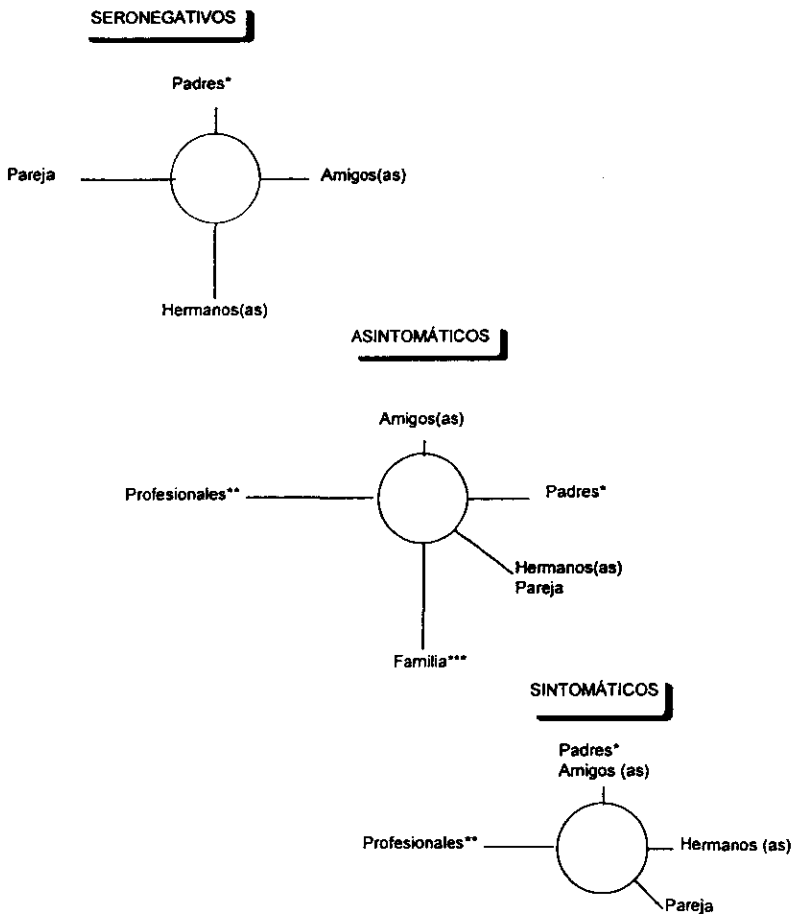 SERONEGATIVOS
Padres*
Pareja
Amigos(as)
Hermanos(as)
ASINTOMÁTICOS
Amigos(as)
Profesionales**
Padres*
Hermanos(as)
Pareja
Familia***
SINTOMÁTICOS
Padres*
Amigos (as)
Profesionales**
Hermanos (as)
Pareja